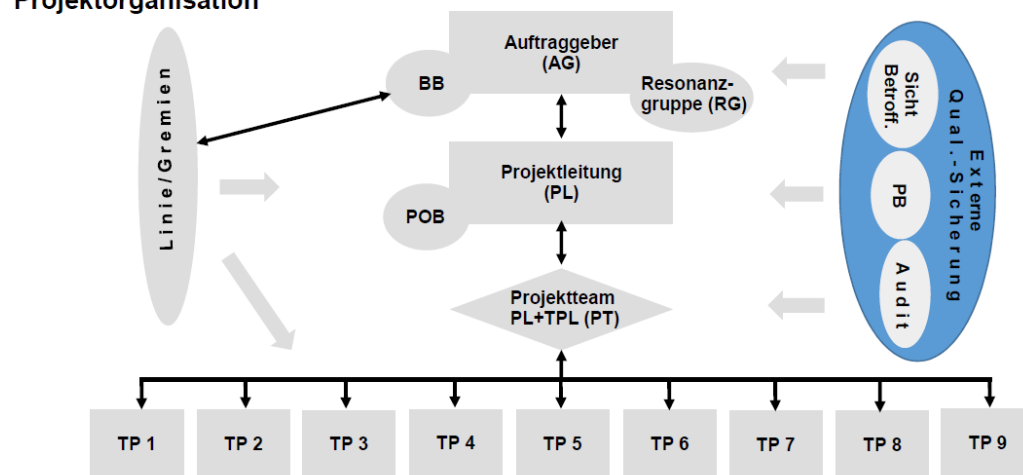 Projektorganisation
Auftraggeber
(AG)
BB
Resonanz-
gruppe (RG)
Linie/Gremien
Projektleitung
(PL)
POB
Projektteam
PL+TPL (PT)
Externe
Qual.-Sicherung
Sicht
Betroff.
PB
Audit
TP 1
TP 2
TP 3
TP 4
TP 5
TP 6
TP 7
TP 8
TP 9